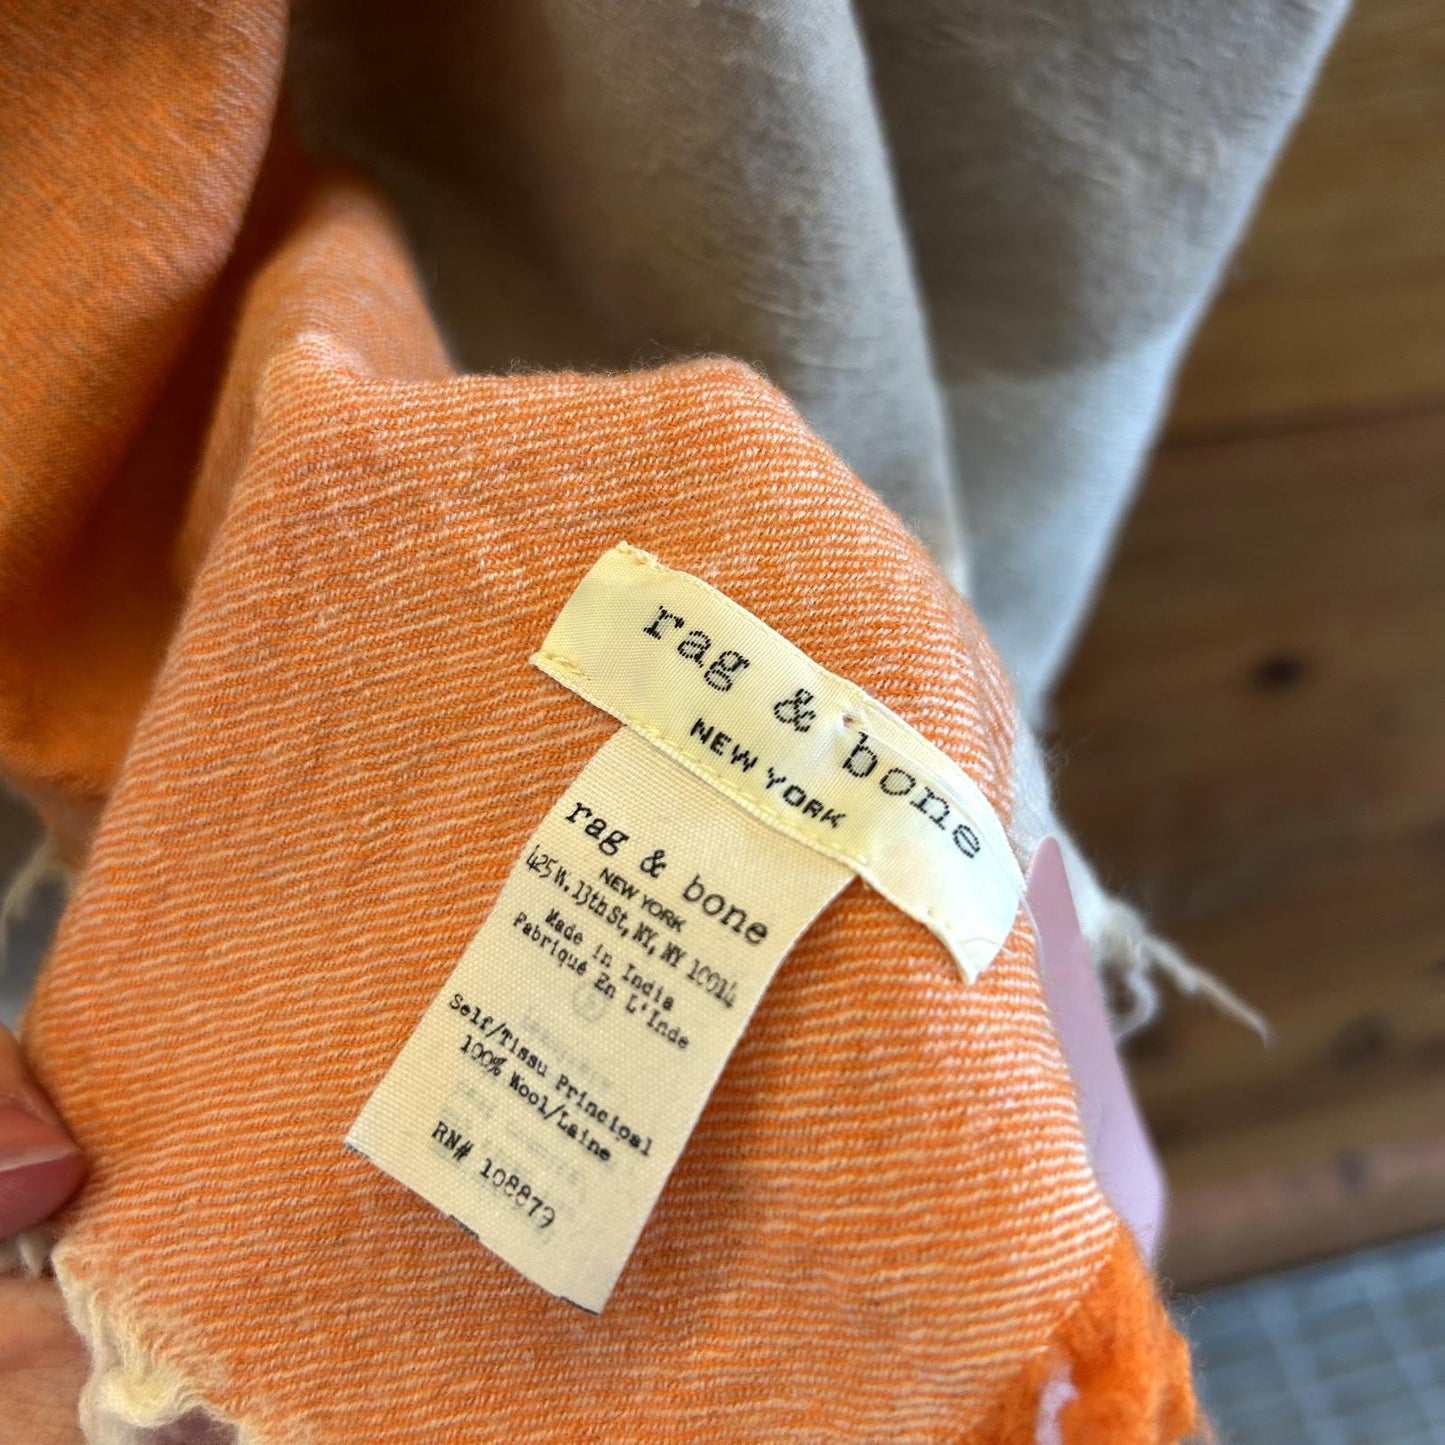 rag & bone
NEW YORK
rag & bone
NEW YORK
425 W. 13th St, NY, NY 10014
Made in India
Fabriqué En L'Inde
Self/Tissu Principal
100% Wool/Laine
RN# 108879